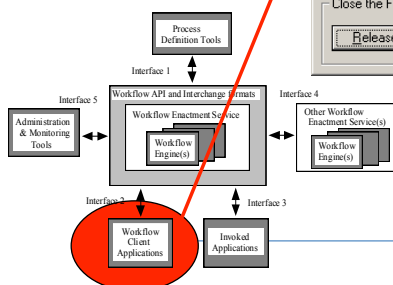 Close the F
Release
Process
Definition Tools
Interface 1
Workflow API and Interchange formats
Interface 4
Interface 5
Workflow Enactment Service
Administration
& Monitoring
Tools
Workflow
Engine(s)
Other Workflow
Enactment Service(s)
Workflow
Engine(s)
Interface 2
Interface 3
Workflow
Client
Applications
Invoked
Applications